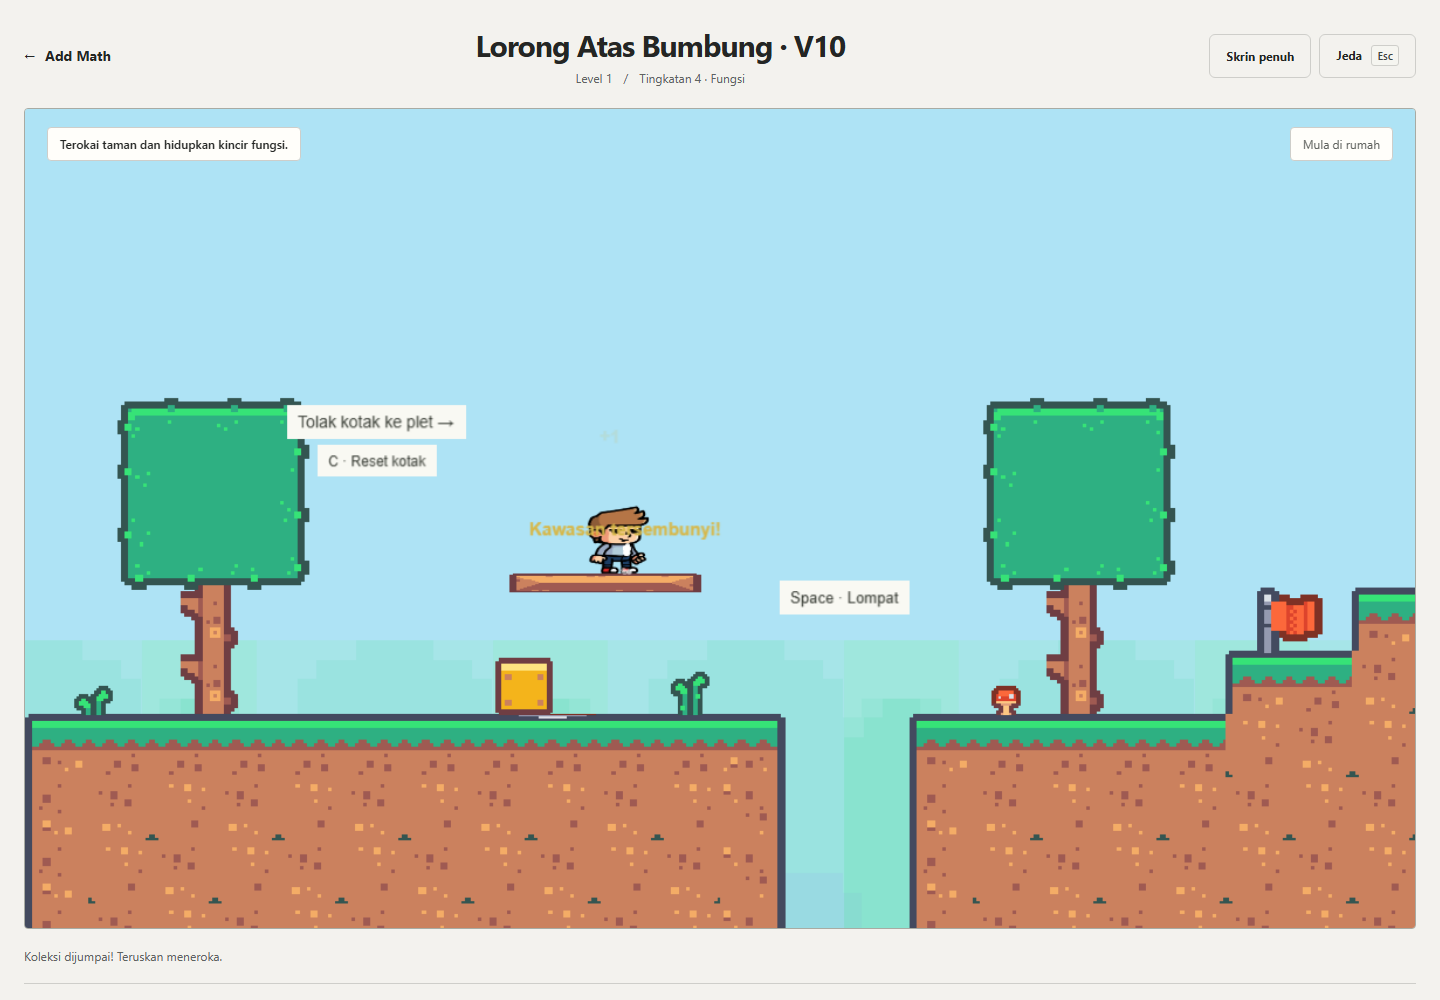 ← Add Math
Lorong Atas Bumbung · V10
Level 1 / Tingkatan 4 · Fungsi
Skrin penuh
Jeda Esc
Terokai taman dan hidupkan kincir fungsi.
Mula di rumah
Tolak kotak ke plet →
C · Reset kotak
+1
Space · Lompat
Koleksi dijumpai! Teruskan meneroka.